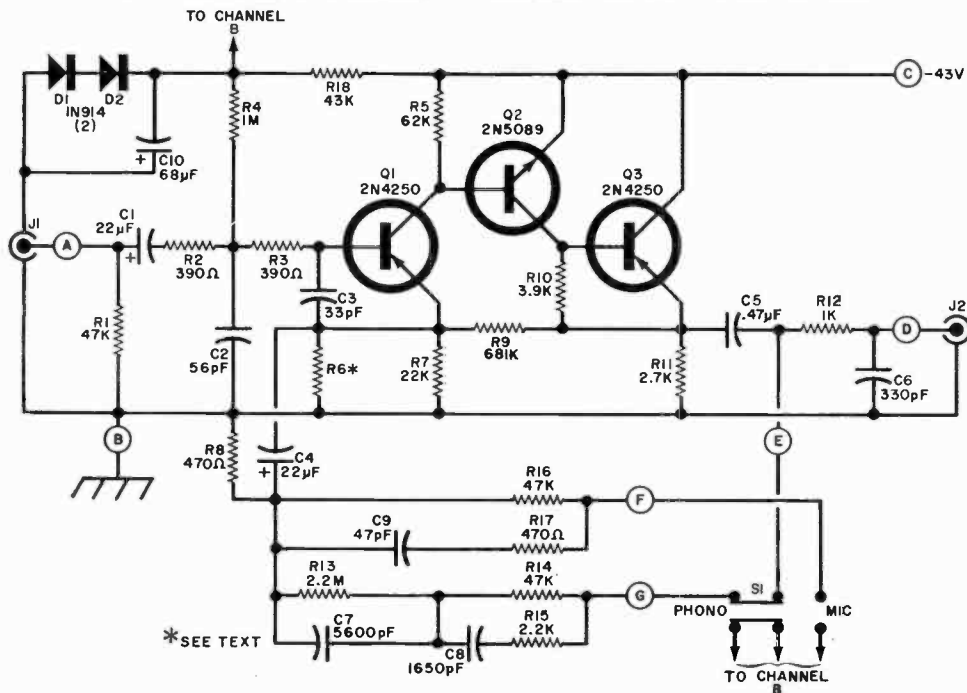 TO CHANNEL
B
D1
D2
1N914
(2)
C10
68µF
+
R4
1M
R18
43K
R5
62K
Q2
2N5089
C
-43V
Q1
2N4250
Q3
2N4250
J1
A
C1
22µF
+
R2
390Ω
R3
390Ω
R1
47K
C2
56pF
C3
33pF
R6*
R7
22K
R9
681K
R10
3.9K
R11
2.7K
C5
.47µF
R12
1K
D
J2
C6
330pF
B
R8
470Ω
C4
22µF
+
E
R16
47K
F
C9
47pF
R17
470Ω
R13
2.2M
R14
47K
G
S1
PHONO
MIC
C7
5600pF
C8
1650pF
R15
2.2K
*SEE TEXT
TO CHANNEL
B